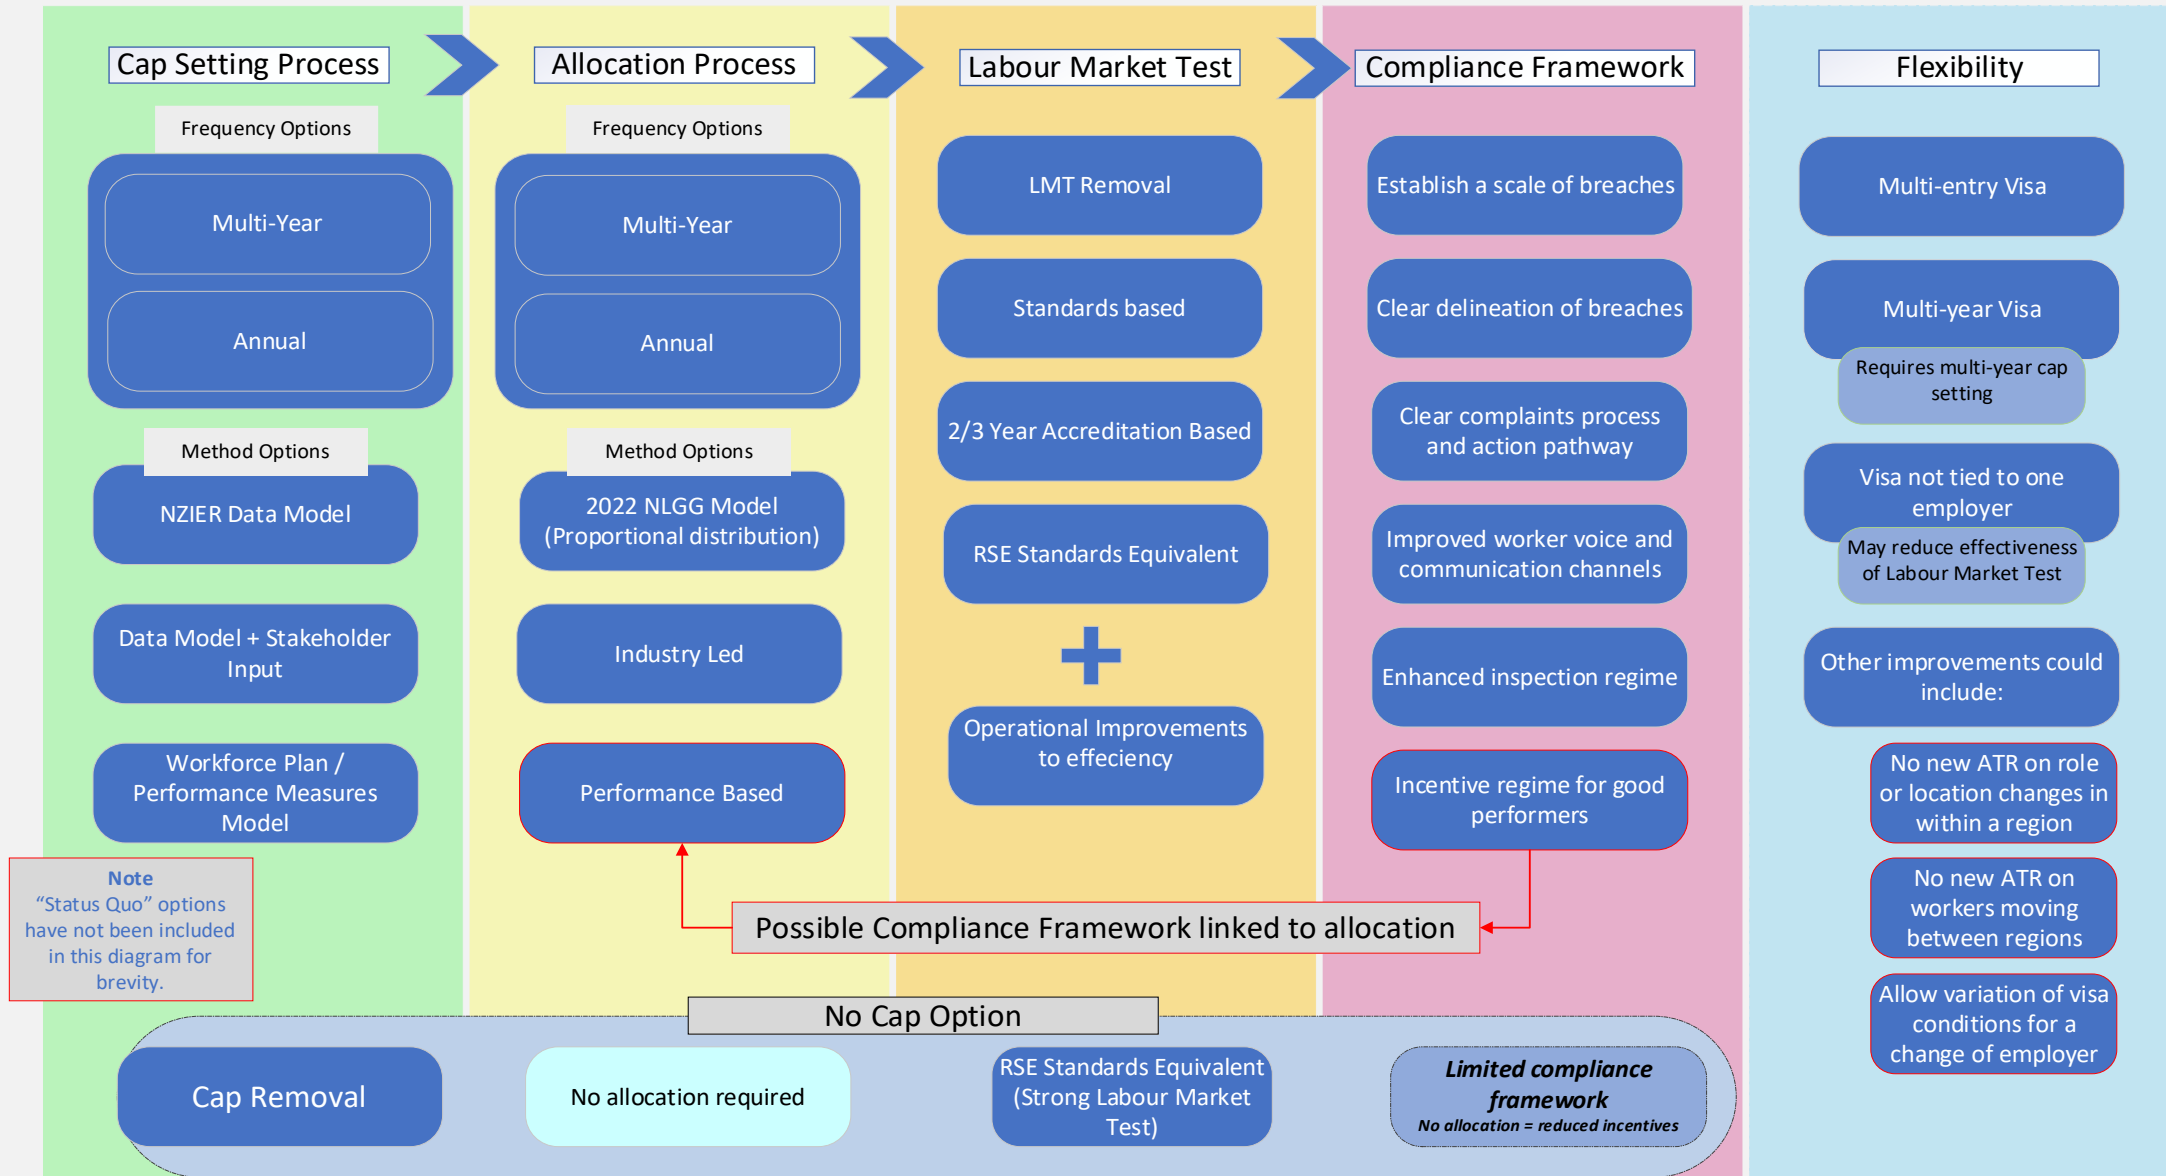 Cap Setting Process
Frequency Options
Multi-Year
Annual
Method Options
NZIER Data Model
Data Model + Stakeholder
Input
Workforce Plan /
Performance Measures
Model
Note
“Status Quo” options
have not been included
in this diagram for
brevity.
Allocation Process
Frequency Options
Multi-Year
Annual
Method Options
2022 NLGG Model
(Proportional distribution)
Industry Led
Performance Based
Labour Market Test
LMT Removal
Standards based
2/3 Year Accreditation Based
RSE Standards Equivalent
Operational Improvements
to effeciency
Compliance Framework
Establish a scale of breaches
Clear delineation of breaches
Clear complaints process
and action pathway
Improved worker voice and
communication channels
Enhanced inspection regime
Incentive regime for good
performers
Possible Compliance Framework linked to allocation
Flexibility
Multi-entry Visa
Multi-year Visa
Requires multi-year cap
setting
Visa not tied to one
employer
May reduce effectiveness
of Labour Market Test
Other improvements could
include:
No new ATR on role
or location changes in
within a region
No new ATR on
workers moving
between regions
Allow variation of visa
conditions for a
change of employer
No Cap Option
Cap Removal
No allocation required
RSE Standards Equivalent
(Strong Labour Market
Test)
Limited compliance
framework
No allocation = reduced incentives